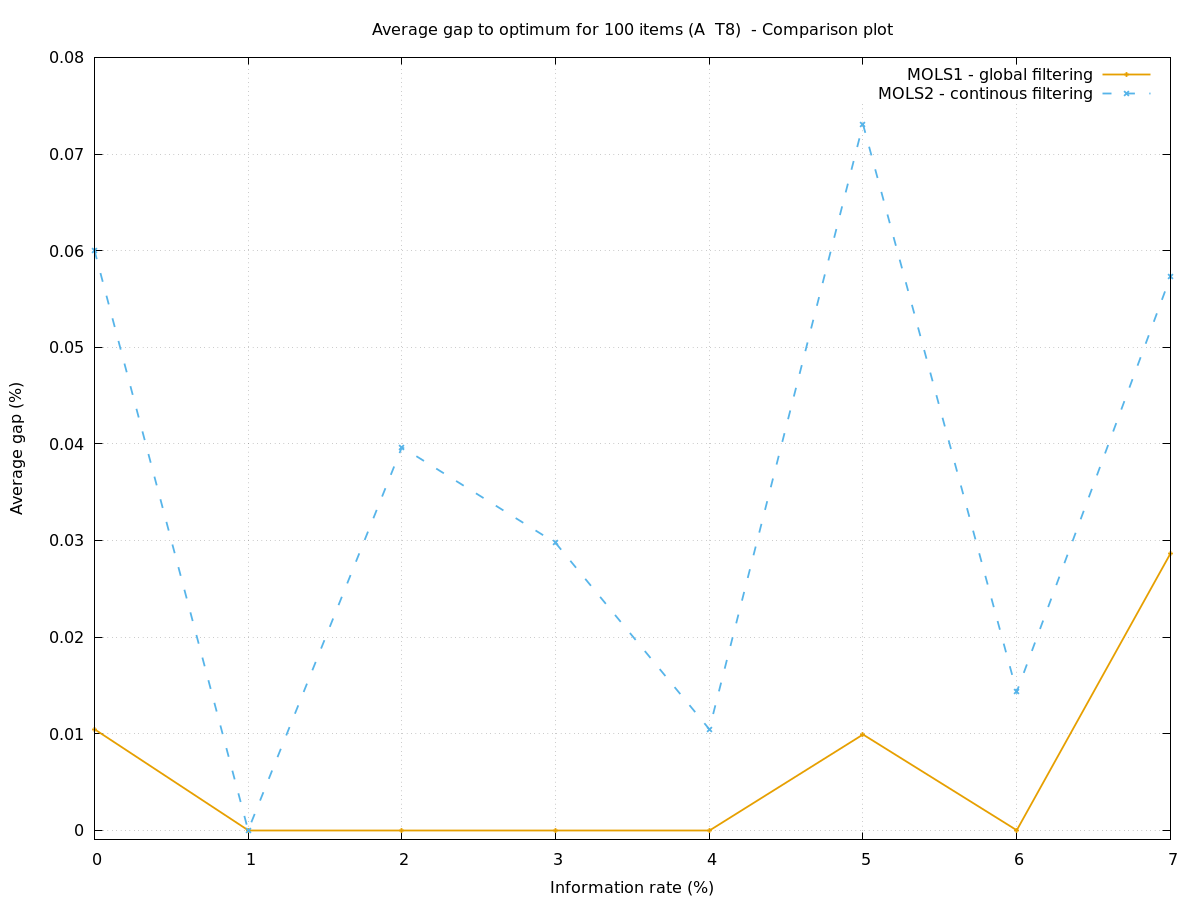 Average gap to optimum for 100 items (A  T8)  - Comparison plot
MOLS1 - global filtering
MOLS2 - continous filtering
0.08
0.07
0.06
0.05
0.04
0.03
0.02
0.01
0
Average gap (%)
0 1 2 3 4 5 6 7
Information rate (%)